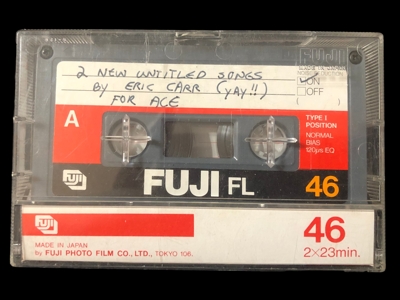 2 NEW UNTITLED SONGS
BY ERIC CARR (YAY!!)
FOR ACE
ON
OFF
( )
A
TYPE I
POSITION
NORMAL
BIAS
120µs EQ
FUJI
FUJI FL 46
FUJI
46
MADE IN JAPAN
by FUJI PHOTO FILM CO., LTD., TOKYO 106.
2×23min.